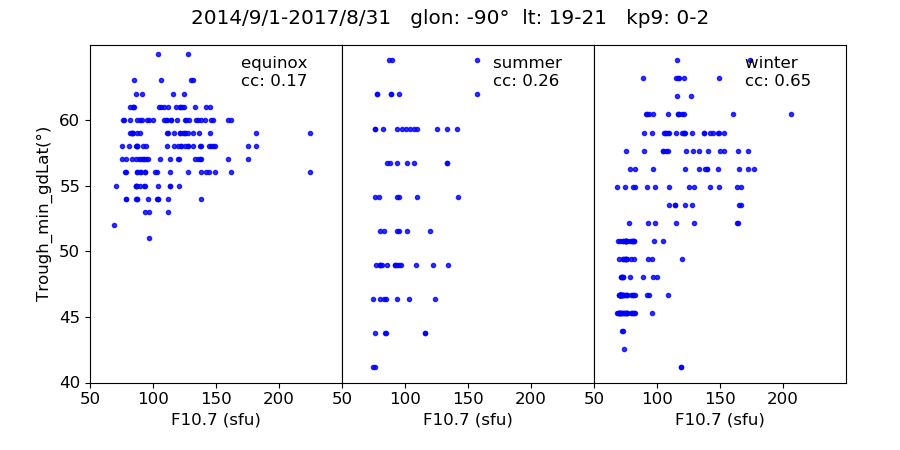 2014/9/1-2017/8/31   glon: -90°  lt: 19-21   kp9: 0-2
equinox
cc: 0.17
summer
cc: 0.26
winter
cc: 0.65
Trough_min_gdLat(°)
60
55
50
45
40
50 100 150 200
50 100 150 200
50 100 150 200
F10.7 (sfu)
F10.7 (sfu)
F10.7 (sfu)